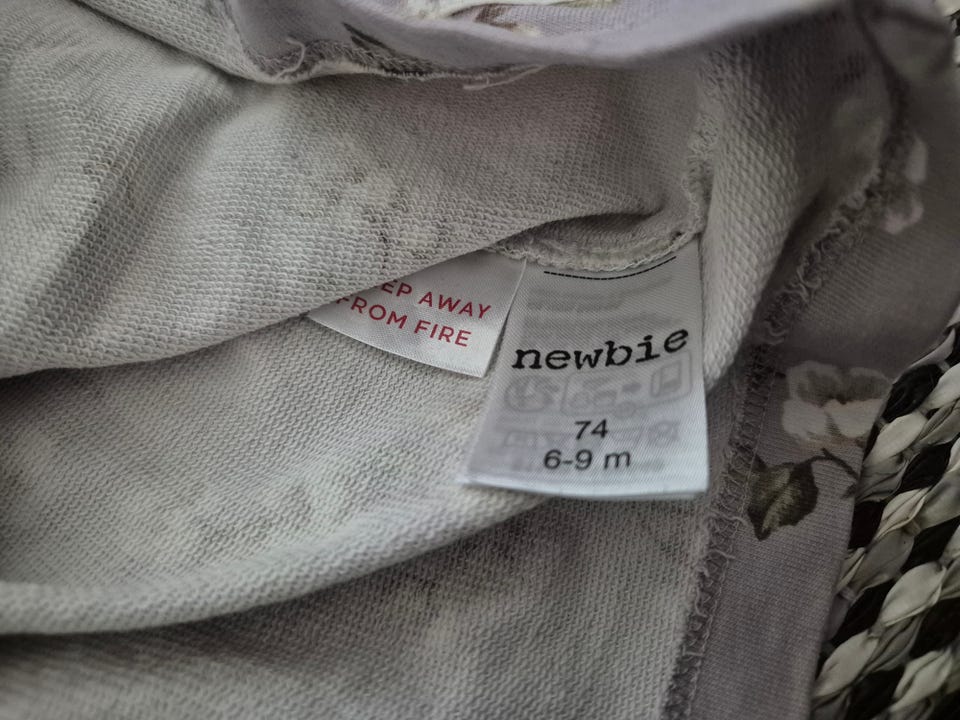 EP AWAY
FROM FIRE
newbie
74
6-9 m